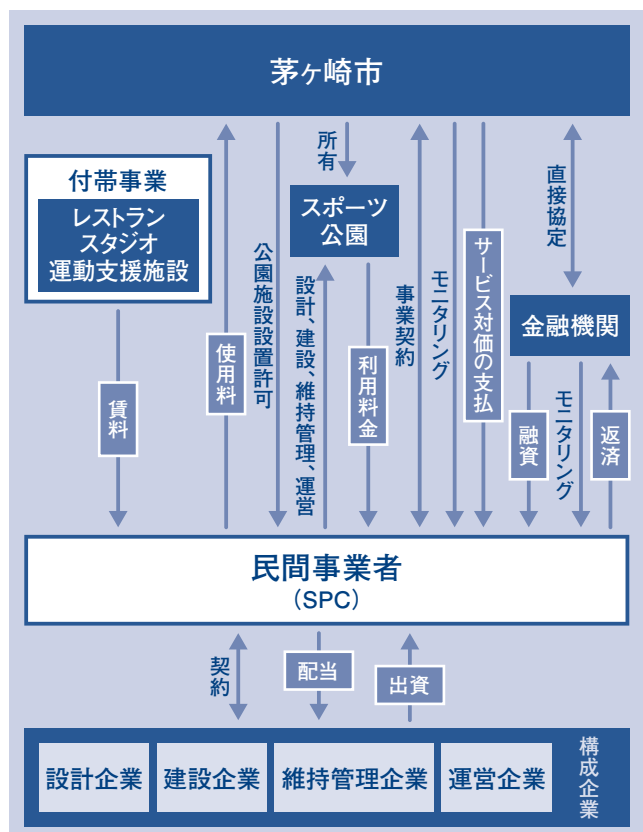 茅ヶ崎市
付帯事業
レストラン
スタジオ
運動支援施設
賃料
使用料
公園施設設置許可
所有
スポーツ
公園
設計、建設、維持管理、運営
利用料金
事業契約
モニタリング
サービス対価の支払
直接協定
金融機関
融資
モニタリング
返済
民間事業者
(SPC)
契約
配当
出資
設計企業
建設企業
維持管理企業
運営企業
構成企業